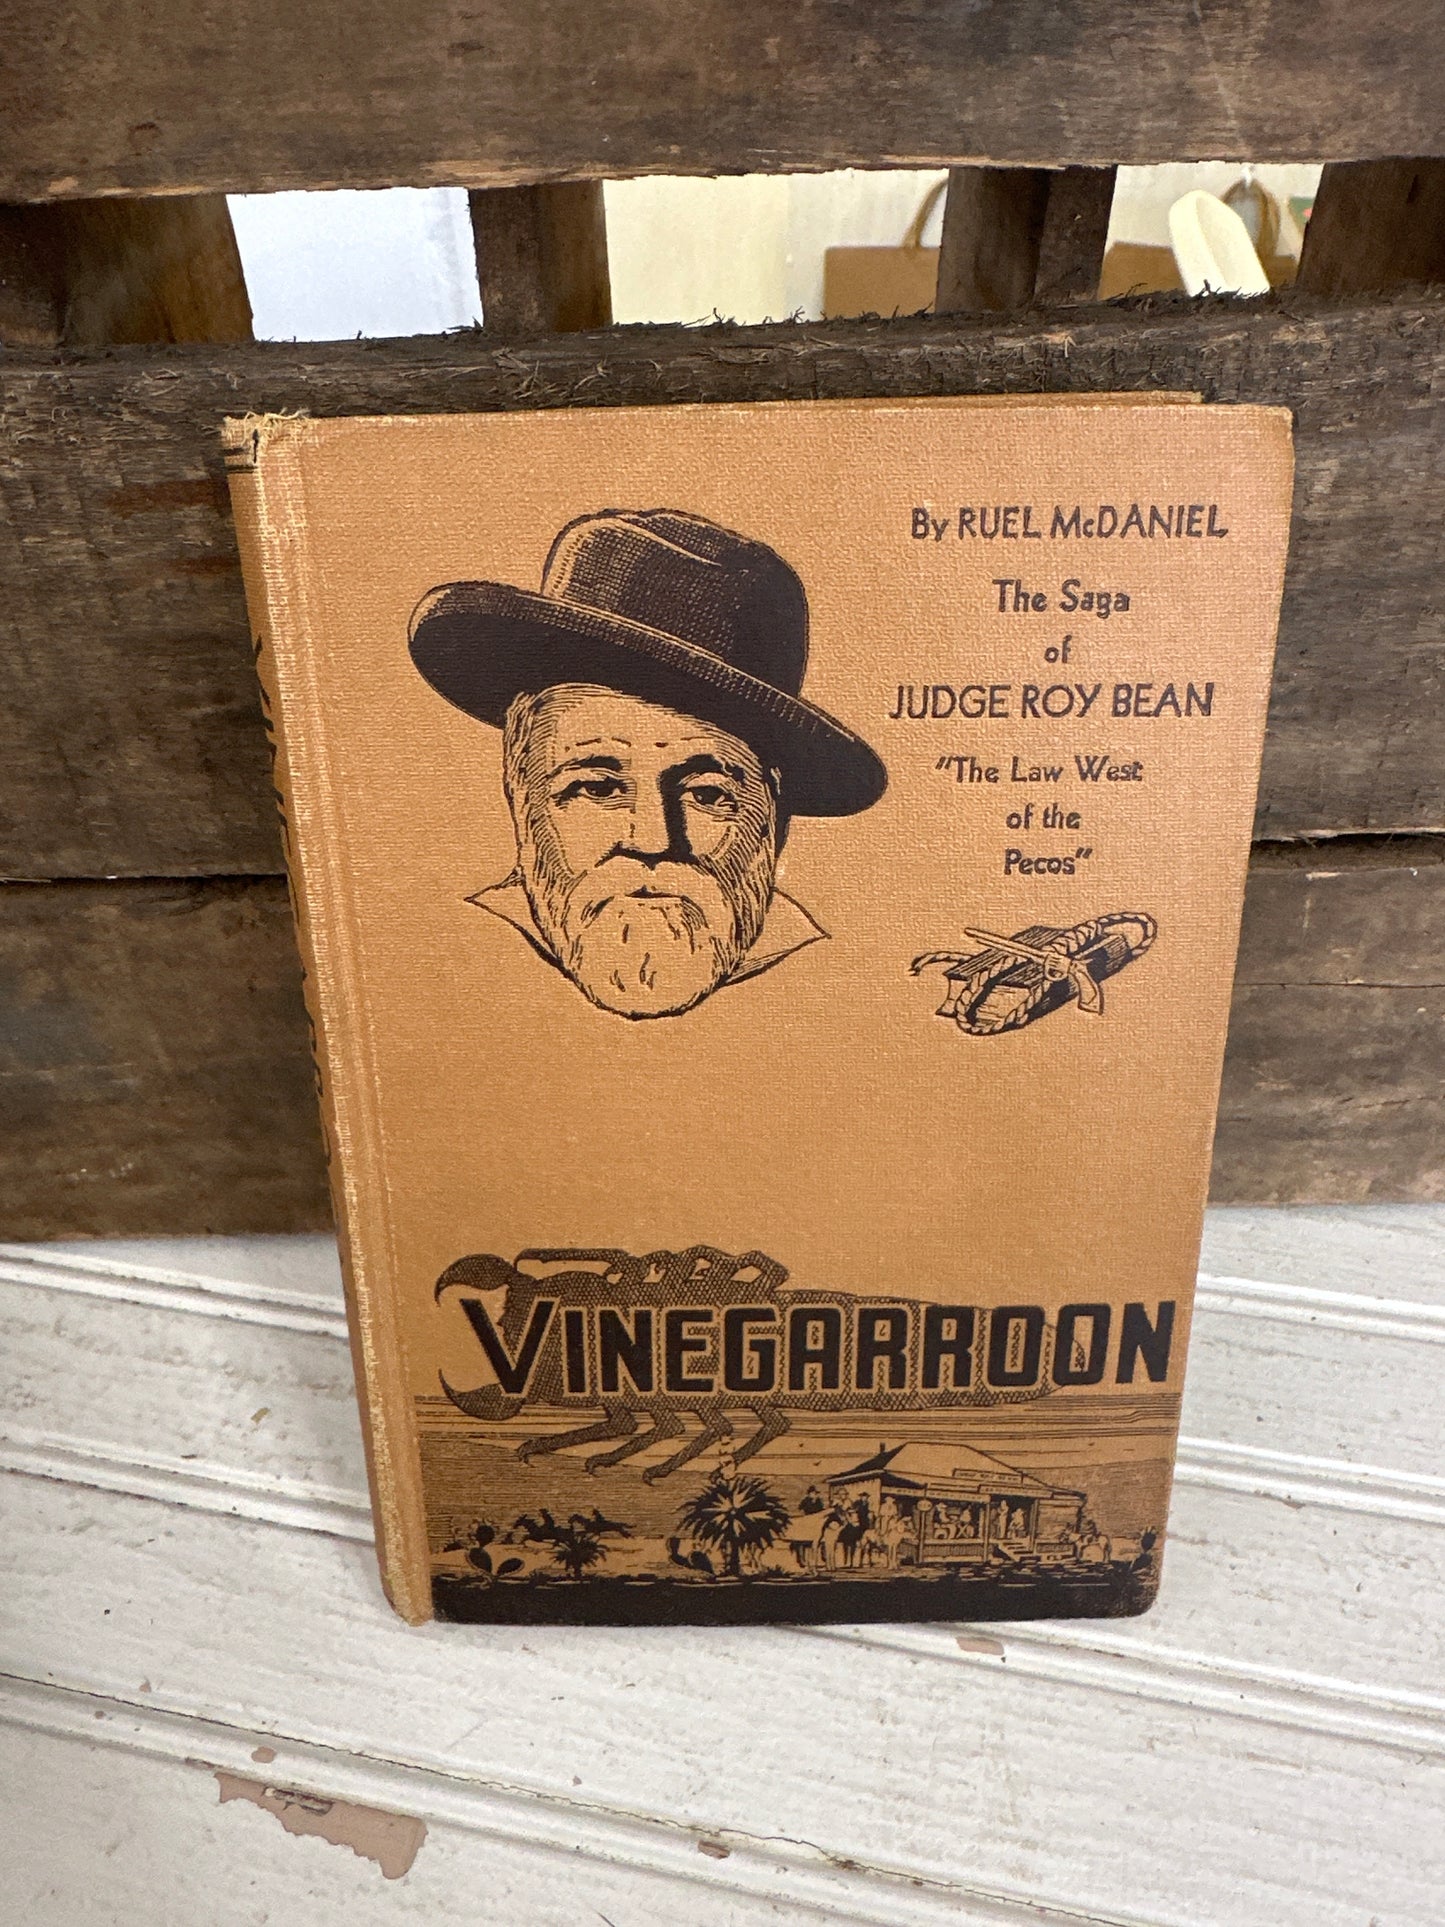 By RUEL McDANIEL
The Saga
of
JUDGE ROY BEAN
"The Law West
of the
Pecos"
VINEGARROON